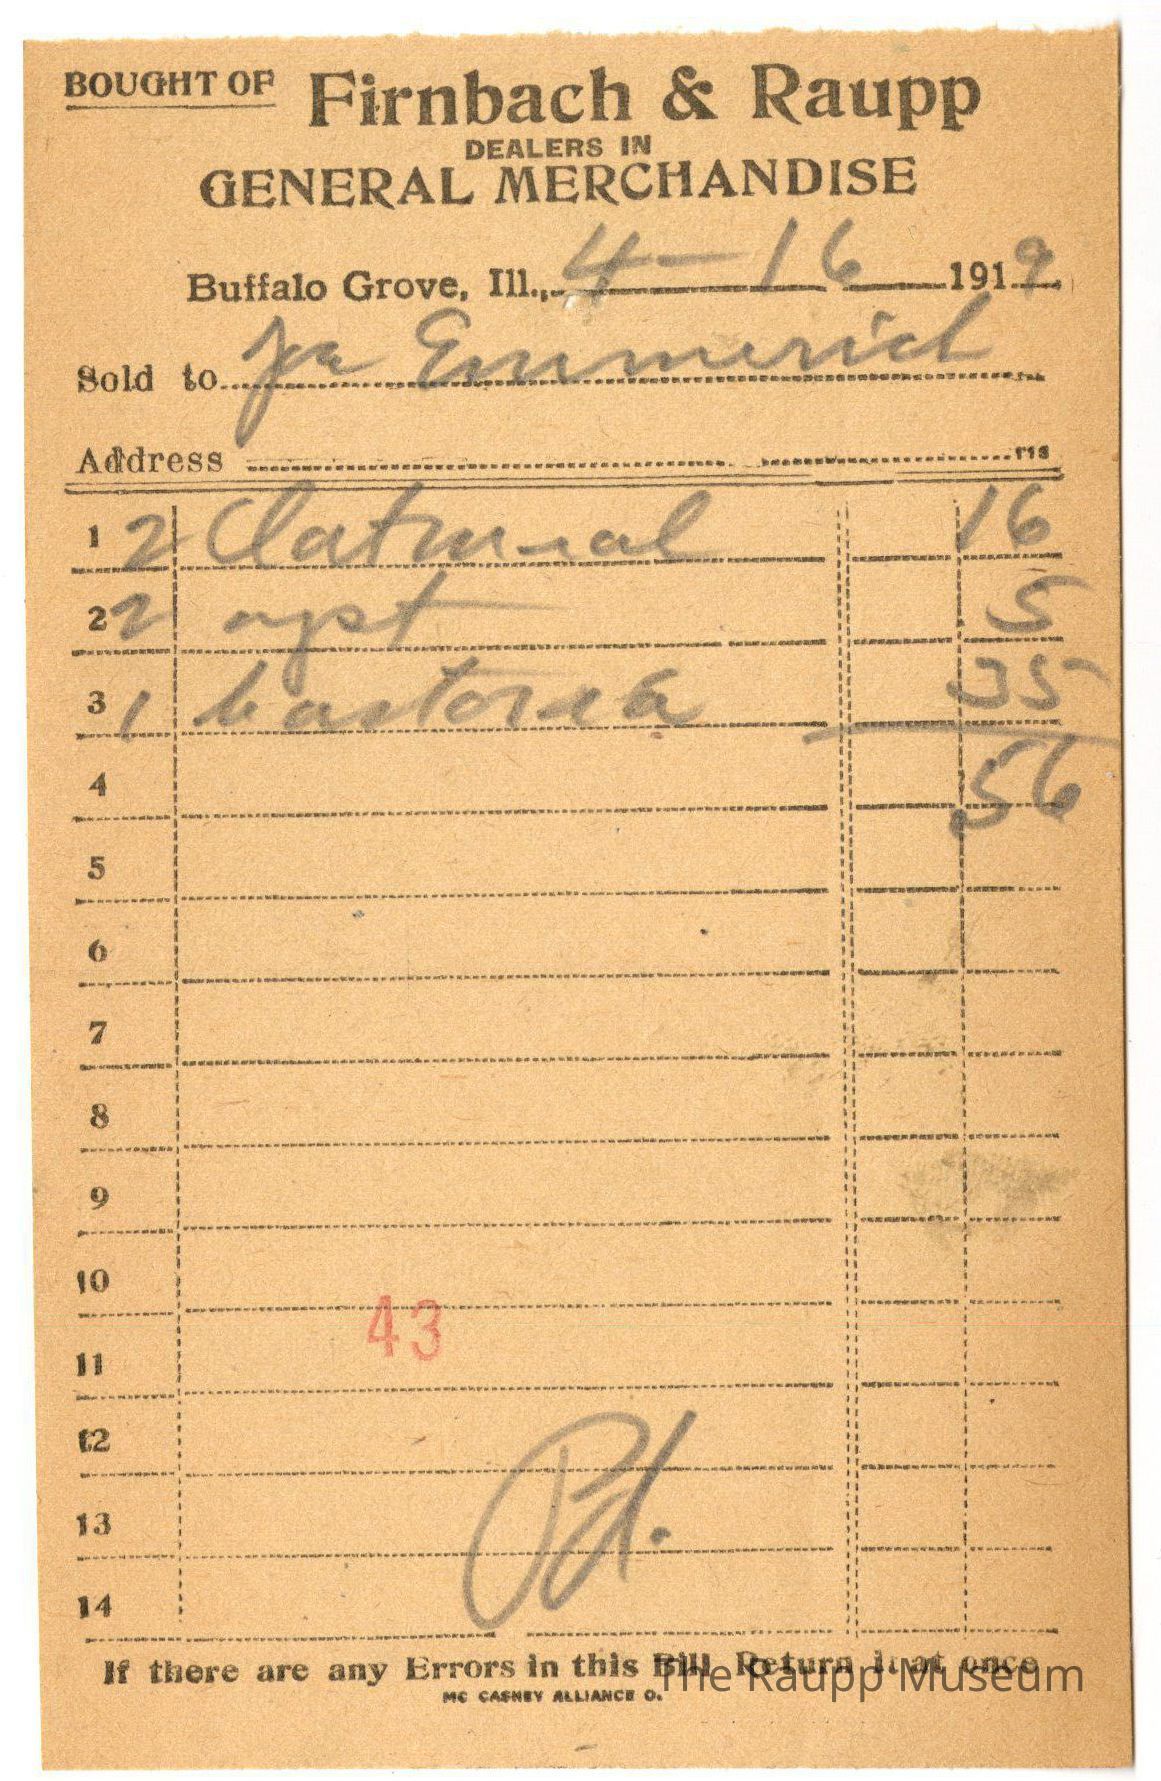 BOUGHT OF Firnbach & Raupp
DEALERS IN
GENERAL MERCHANDISE
Buffalo Grove, Ill., 4-16 1919
Sold to Emmerich
Address
1 2 Oatmeal 16
2 2 yst 5
3 1 Castoria 35
4 56
5
6
7
8
9
10
43
11
12
13
Pd.
14
If there are any Errors in this Bill Return it at once
MC CASKEY ALLIANCE O.
The Raupp Museum